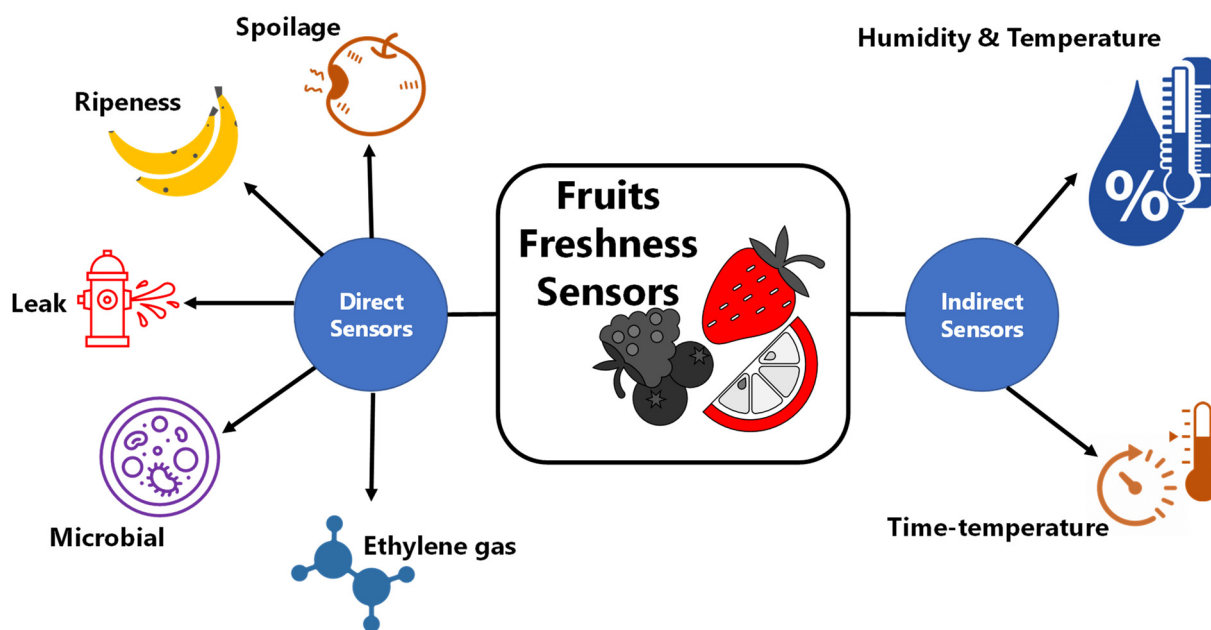 Spoilage
Ripeness
Leak
Microbial
Ethylene gas
Direct
Sensors
Fruits
Freshness
Sensors
Indirect
Sensors
Humidity & Temperature
%
Time-temperature